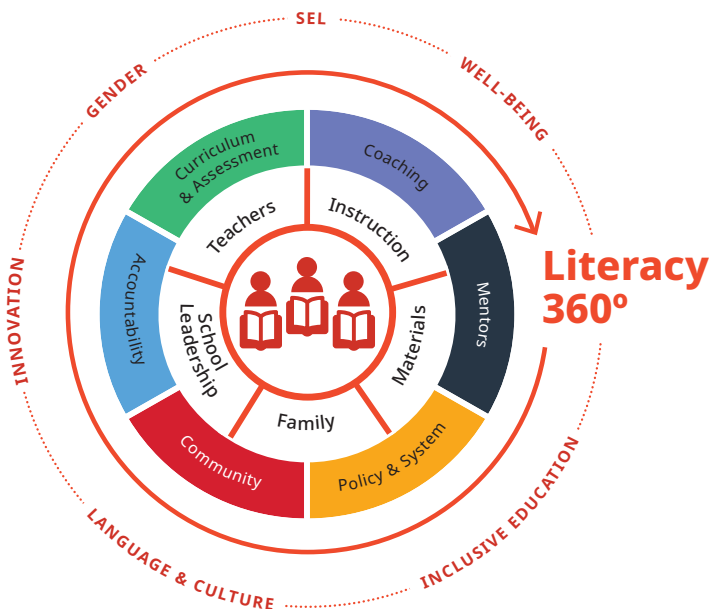 SEL
WELL-BEING
GENDER
INNOVATION
LANGUAGE & CULTURE
INCLUSIVE EDUCATION
Literacy
360º
Curriculum
& Assessment
Coaching
Mentors
Policy & System
Community
Accountability
Teachers
Instruction
Materials
Family
School
Leadership